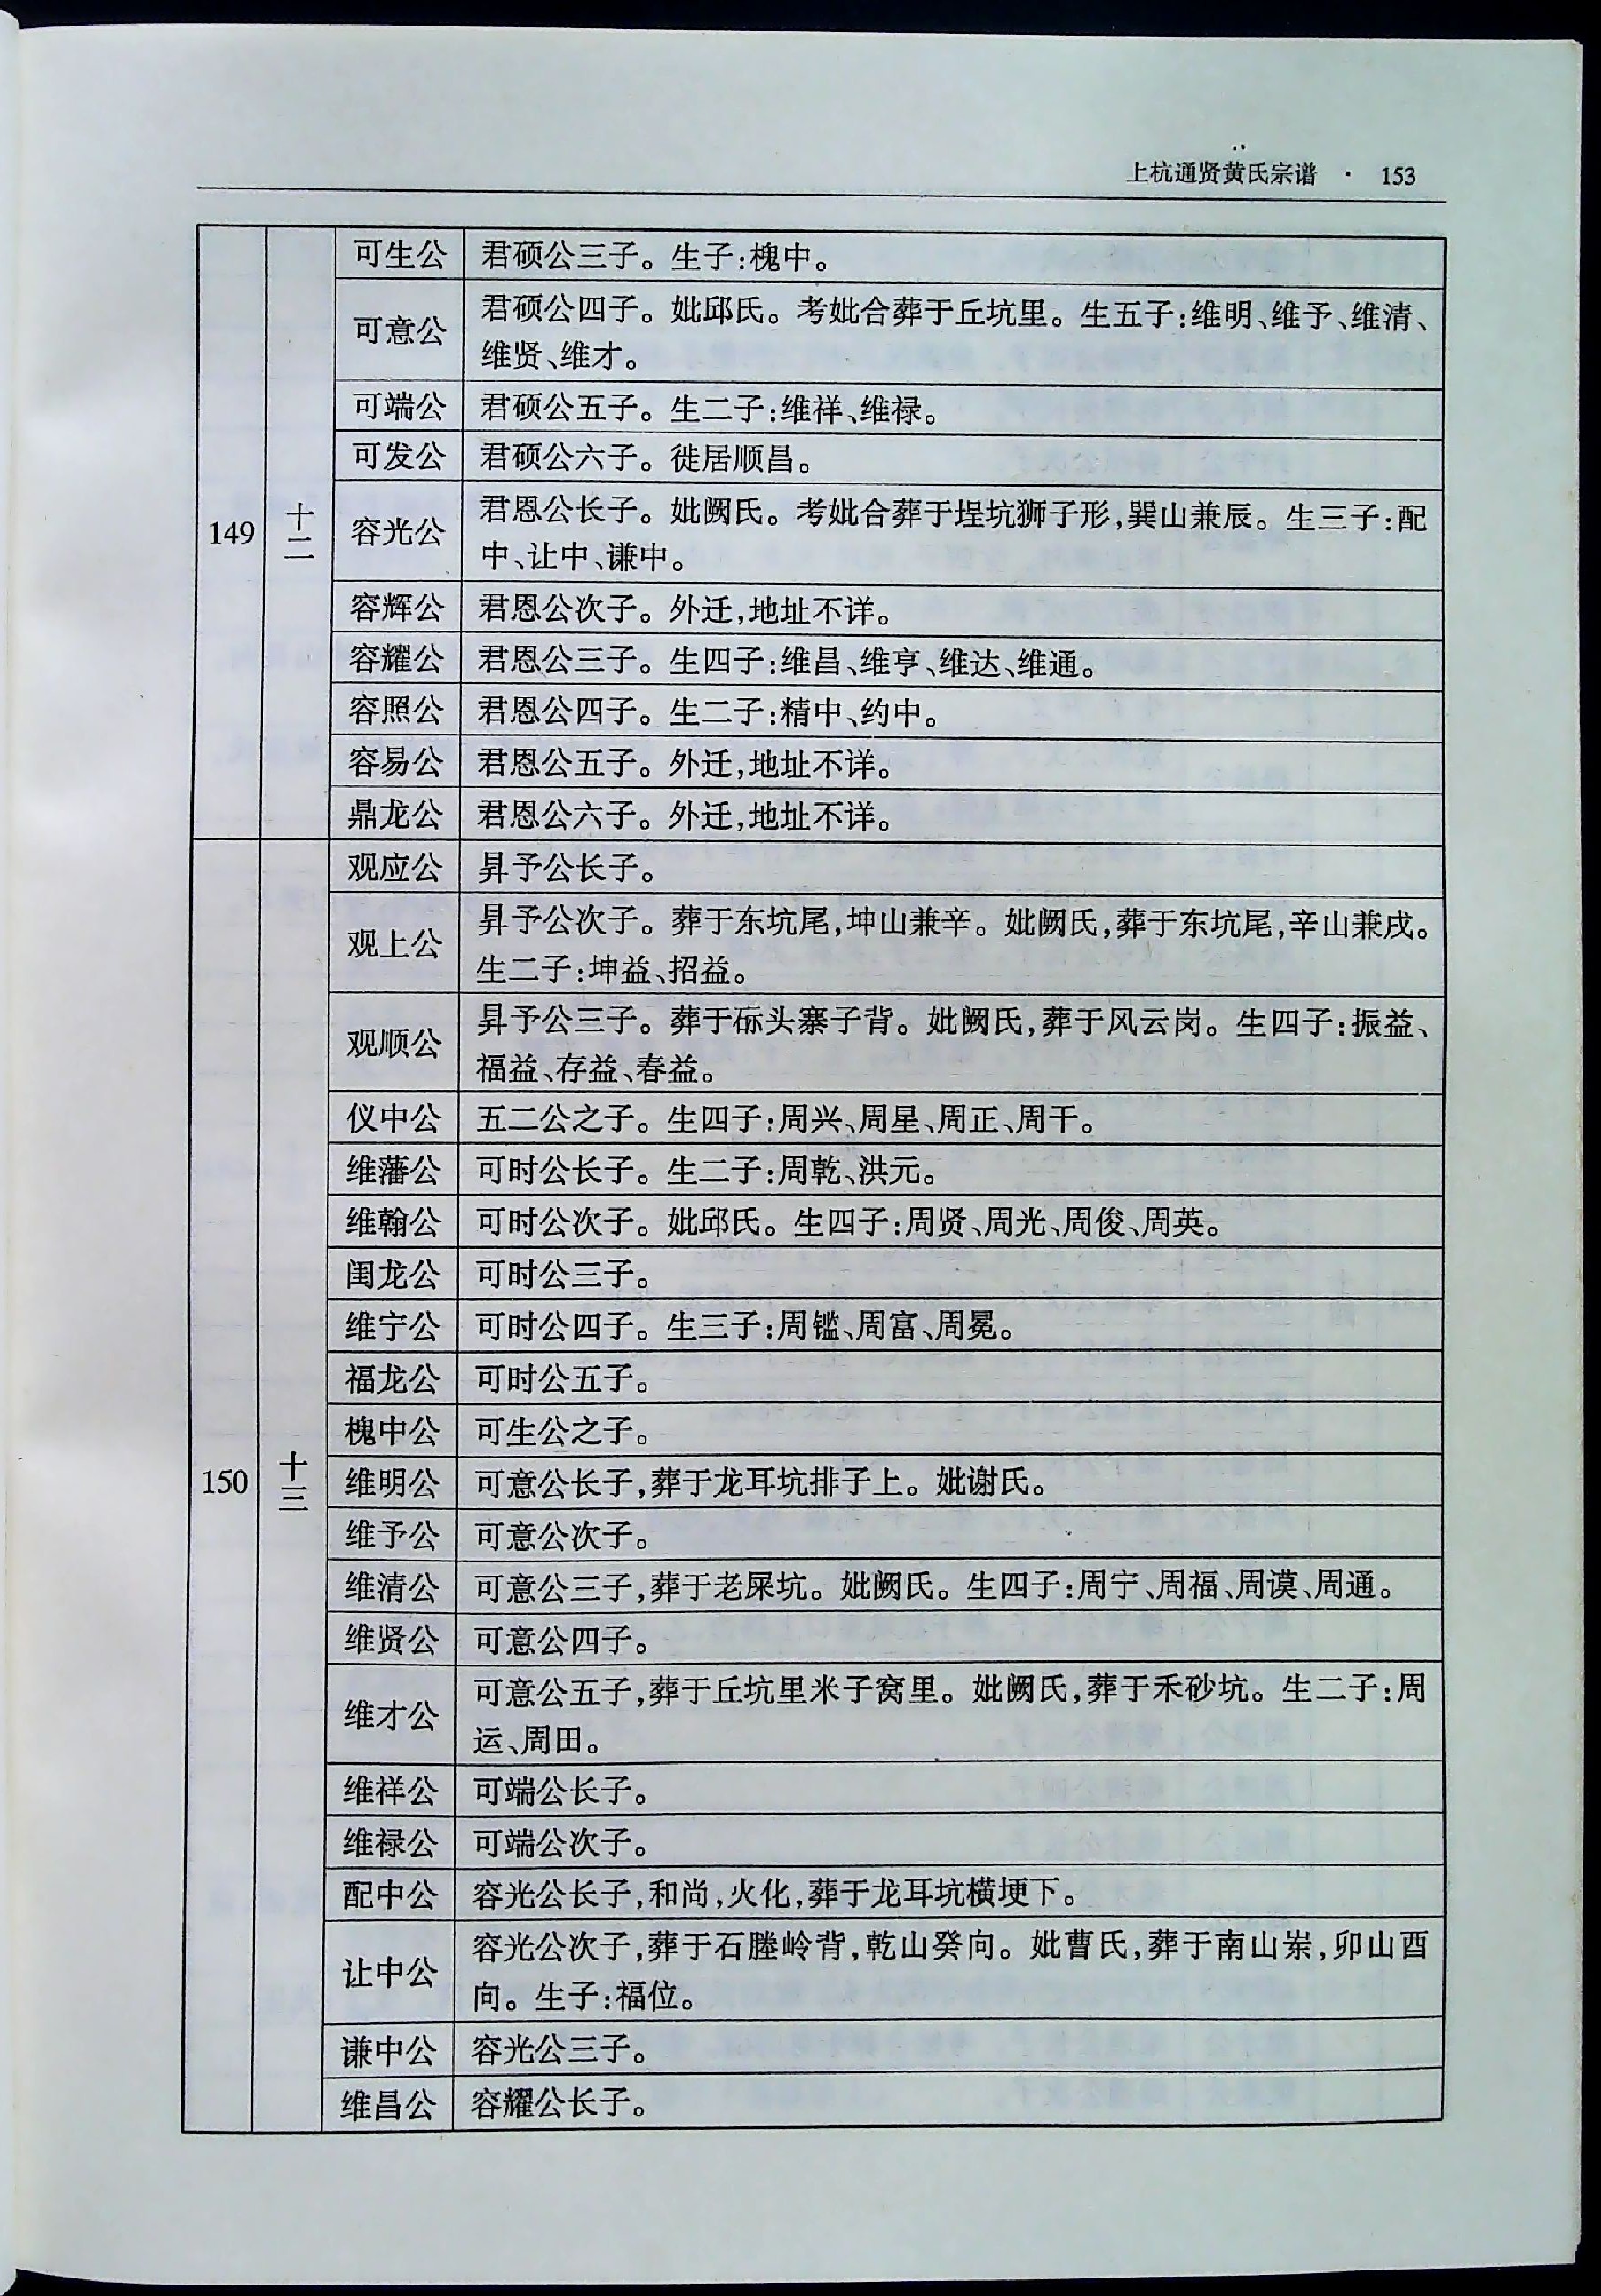 上杭通贤黄氏宗谱 · 153
149
十二
可生公 君硕公三子。生子:槐中。
可意公 君硕公四子。妣邱氏。考妣合葬于丘坑里。生五子:维明、维予、维清、
维贤、维才。
可端公 君硕公五子。生二子:维祥、维禄。
可发公 君硕公六子。徙居顺昌。
容光公 君恩公长子。妣阙氏。考妣合葬于埕坑狮子形,巽山兼辰。生三子:配
中、让中、谦中。
容辉公 君恩公次子。外迁,地址不详。
容耀公 君恩公三子。生四子:维昌、维亨、维达、维通。
容照公 君恩公四子。生二子:精中、约中。
容易公 君恩公五子。外迁,地址不详。
鼎龙公 君恩公六子。外迁,地址不详。
150
十三
观应公 昇予公长子。
观上公 昇予公次子。葬于东坑尾,坤山兼辛。妣阙氏,葬于东坑尾,辛山兼戌。
生二子:坤益、招益。
观顺公 昇予公三子。葬于砾头寨子背。妣阙氏,葬于风云岗。生四子:振益、
福益、存益、春益。
仪中公 五二公之子。生四子:周兴、周星、周正、周干。
维藩公 可时公长子。生二子:周乾、洪元。
维翰公 可时公次子。妣邱氏。生四子:周贤、周光、周俊、周英。
闺龙公 可时公三子。
维宁公 可时公四子。生三子:周镒、周富、周冕。
福龙公 可时公五子。
槐中公 可生公之子。
维明公 可意公长子,葬于龙耳坑排子上。妣谢氏。
维予公 可意公次子。
维清公 可意公三子,葬于老屎坑。妣阙氏。生四子:周宁、周福、周谟、周通。
维贤公 可意公四子。
维才公 可意公五子,葬于丘坑里米子窝里。妣阙氏,葬于禾砂坑。生二子:周
运、周田。
维祥公 可端公长子。
维禄公 可端公次子。
配中公 容光公长子,和尚,火化,葬于龙耳坑横埂下。
让中公 容光公次子,葬于石塍岭背,乾山癸向。妣曹氏,葬于南山岽,卯山酉
向。生子:福位。
谦中公 容光公三子。
维昌公 容耀公长子。